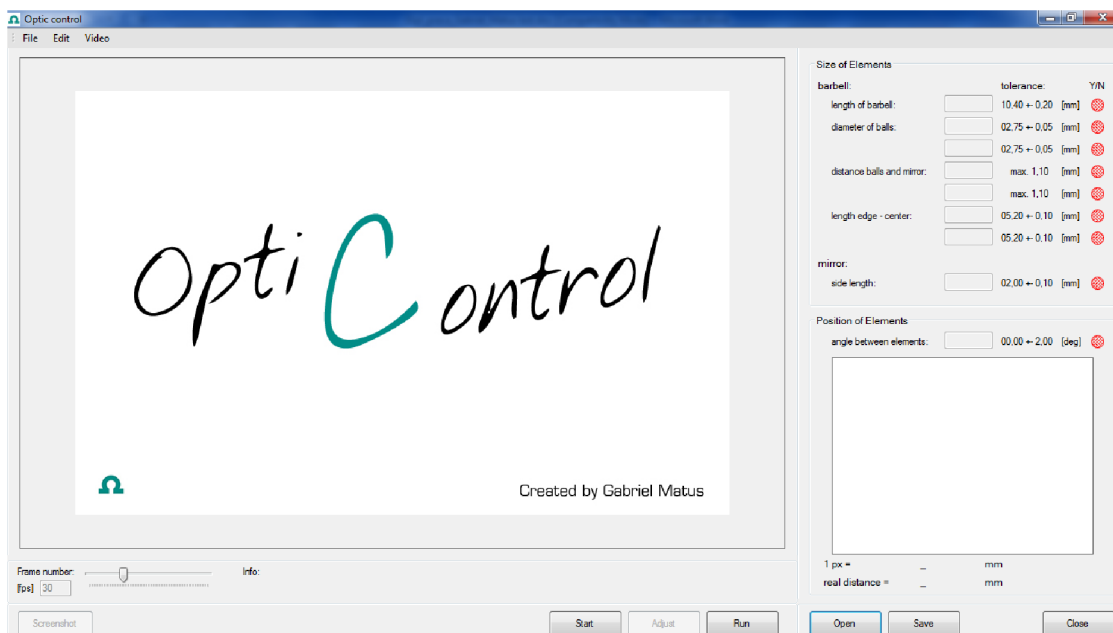 Optic control
File Edit Video
Opti Control
Created by Gabriel Matus
Frame number:
[fps] 30
Info:
Screenshot Start Adjust Run
Size of Elements
barbell: tolerance: Y/N
length of barbell: 10,40 +- 0,20 [mm]
diameter of balls: 02,75 +- 0,05 [mm]
02,75 +- 0,05 [mm]
distance balls and mirror: max. 1,10 [mm]
max. 1,10 [mm]
length edge - center: 05,20 +- 0,10 [mm]
05,20 +- 0,10 [mm]
mirror:
side length: 02,00 +- 0,10 [mm]
Position of Elements
angle between elements: 00,00 +- 2,00 [deg]
1 px = _ mm
real distance = _ mm
Open Save Close